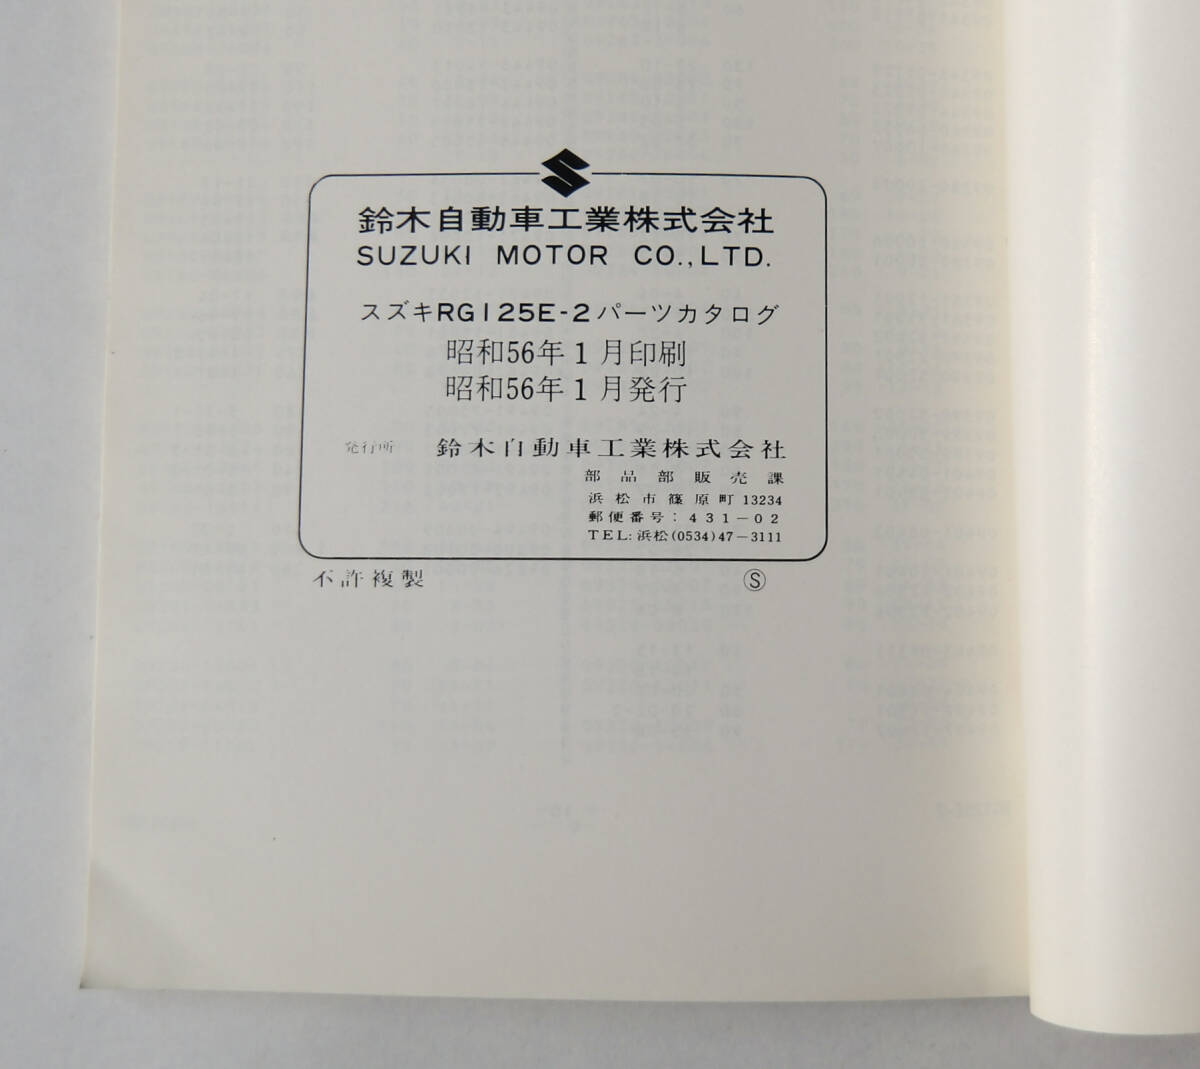 鈴木自動車工業株式会社
SUZUKI MOTOR CO., LTD.
スズキRG125E-2パーツカタログ
昭和56年1月印刷
昭和56年1月発行
発行所 鈴木自動車工業株式会社
部品部販売課
浜松市篠原町13234
郵便番号:431-02
TEL:浜松(0534)47-3111
不許複製 Ⓢ